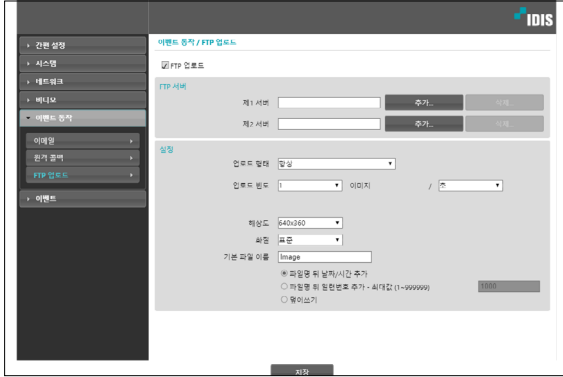 IDIS
간편 설정
시스템
네트워크
비디오
이벤트 동작
이메일
원격 콜백
FTP 업로드
이벤트
이벤트 동작 / FTP 업로드
FTP 업로드
FTP 서버
제1 서버 추가... 삭제...
제2 서버 추가... 삭제...
설정
업로드 형태 항상
업로드 빈도 1 이미지 / 초
해상도 640x360
화질 표준
기본 파일 이름 Image
파일명 뒤 날짜/시간 추가
파일명 뒤 일련번호 추가 - 최대값 (1~999999) 1000
덮어쓰기
저장